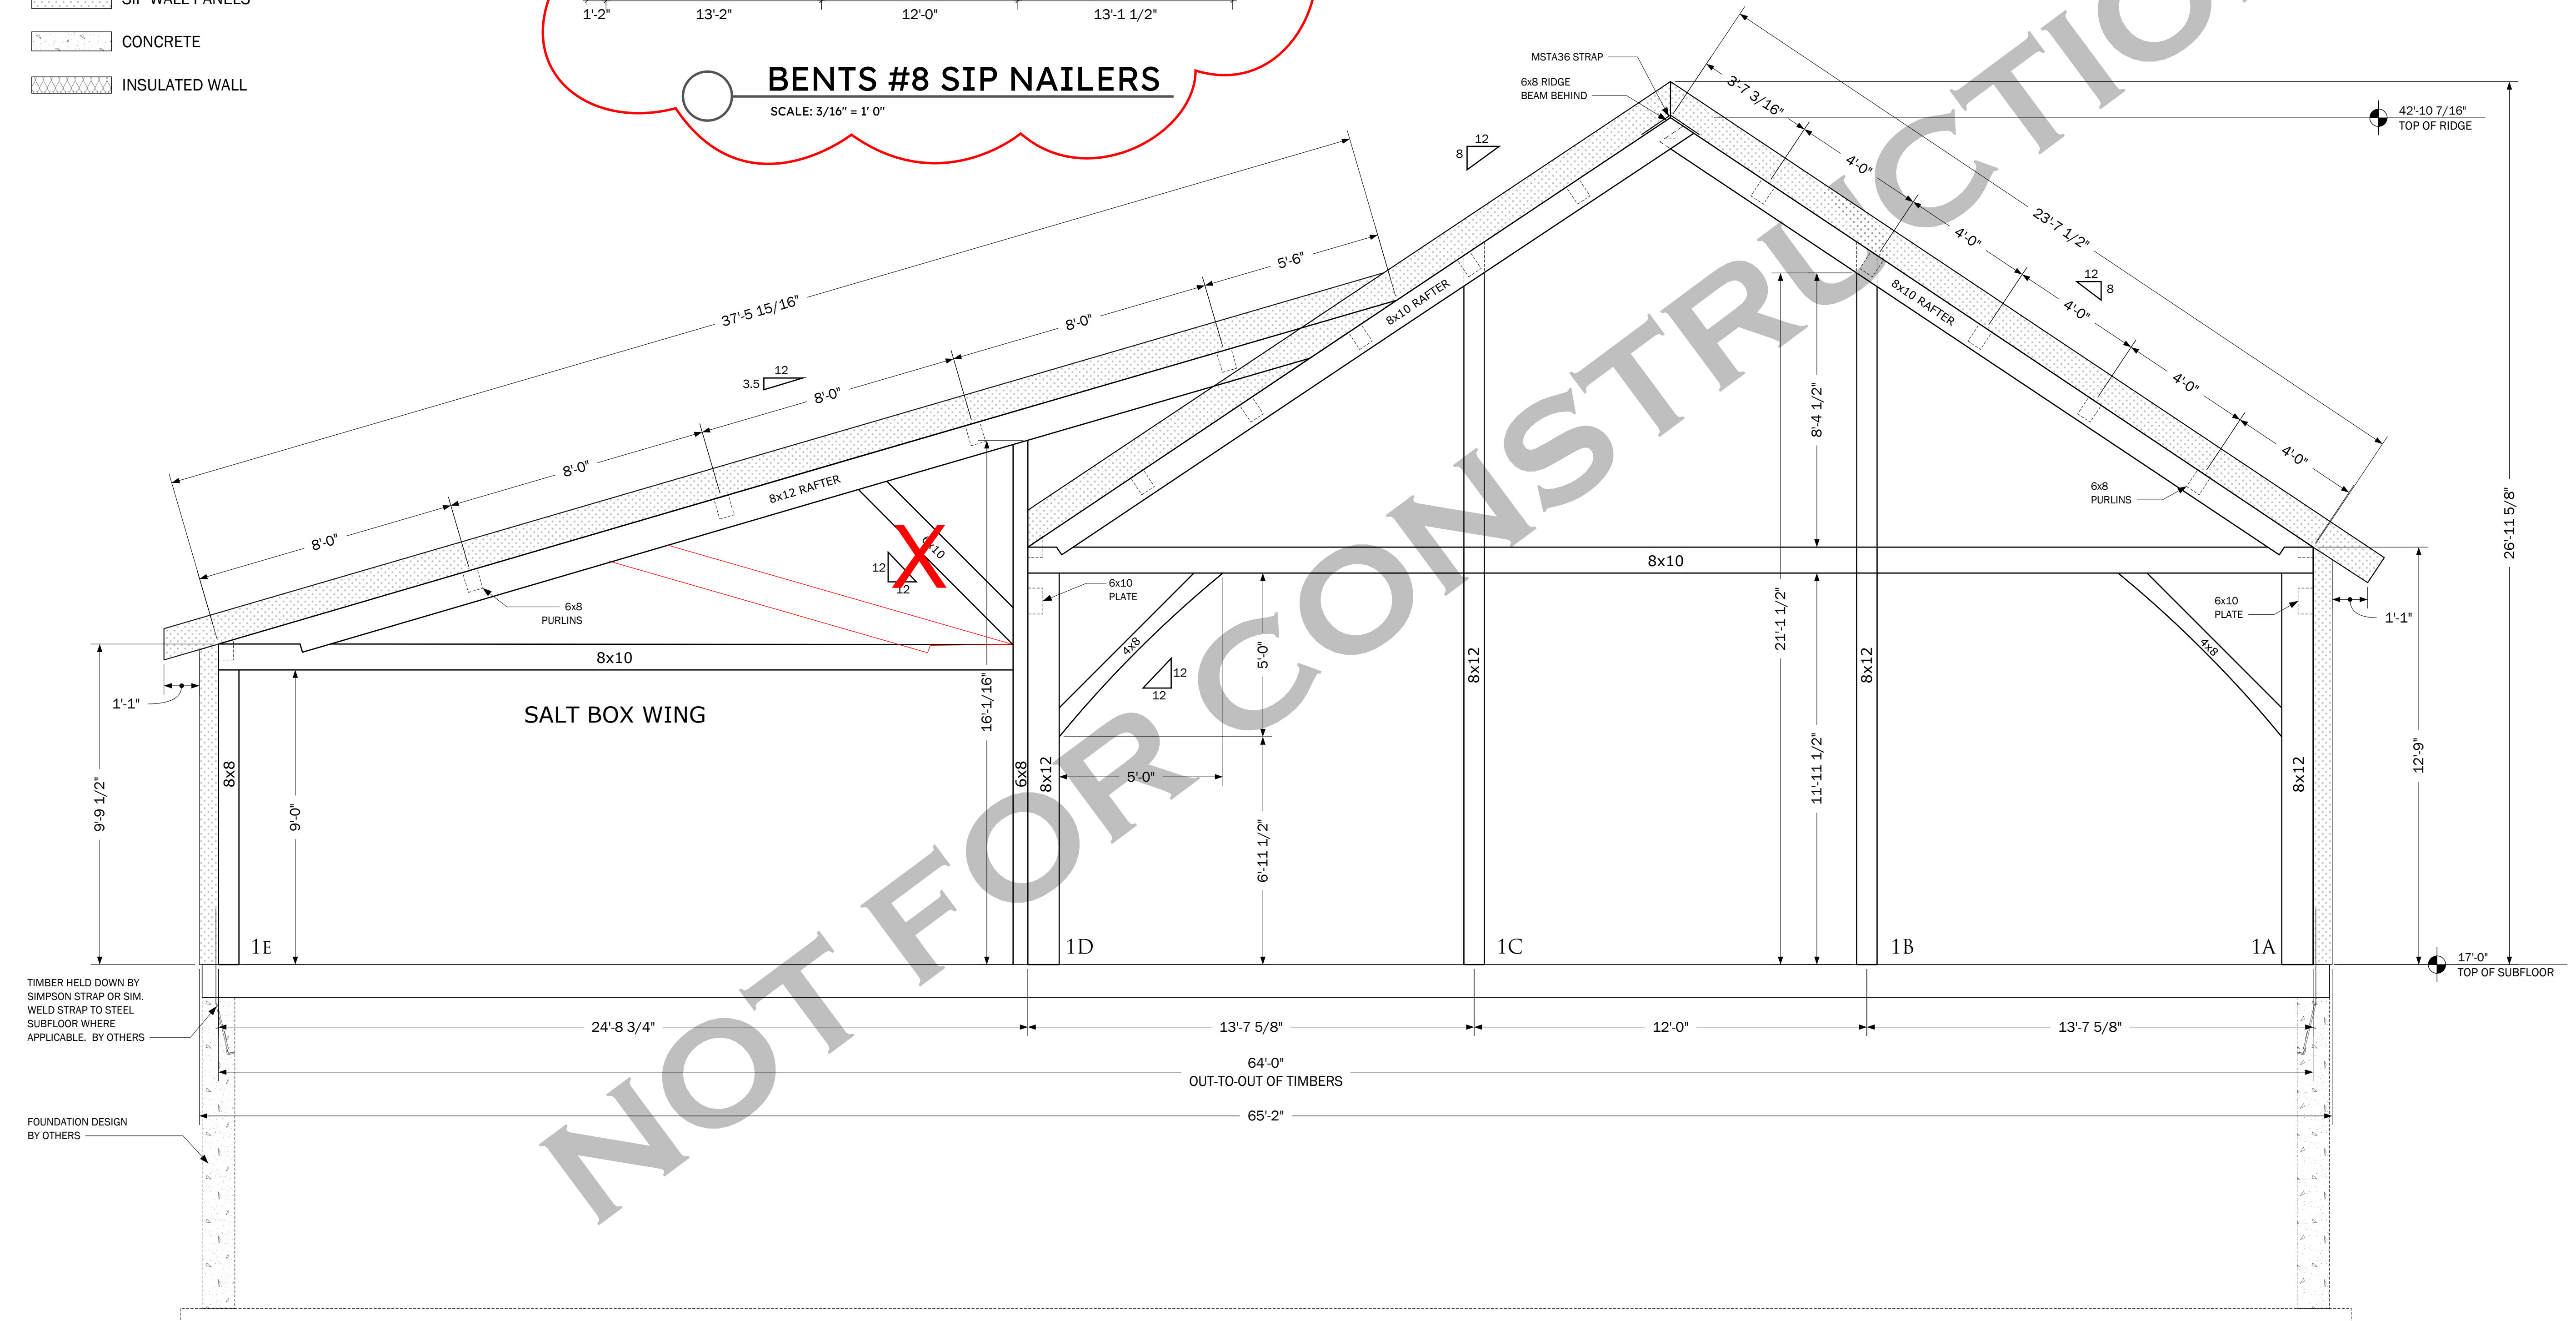 SIP WALL PANELS
CONCRETE
INSULATED WALL
1'-2"
13'-2"
12'-0"
13'-1 1/2"
BENTS #8 SIP NAILERS
SCALE: 3/16" = 1' 0"
MSTA36 STRAP
6x8 RIDGE
BEAM BEHIND
12
8
3'-7 3/16"
4'-0"
4'-0"
4'-0"
4'-0"
4'-0"
23'-7 1/2"
12
8
42'-10 7/16"
TOP OF RIDGE
37'-5 15/16"
12
3.5
8'-0"
8'-0"
8'-0"
8'-0"
5'-6"
8x12 RAFTER
8x10 RAFTER
8x10 RAFTER
6x8
PURLINS
6x8
PURLINS
X
12
12
8x10
8x10
6x10
PLATE
6x10
PLATE
4x8
4x8
12
12
SALT BOX WING
1'-1"
1'-1"
9'-9 1/2"
9'-0"
8x8
16'-1/16"
6x8
8x12
5'-0"
5'-0"
6'-11 1/2"
8x12
21'-1 1/2"
8'-4 1/2"
11'-11 1/2"
8x12
8x12
12'-9"
26'-11 5/8"
1E
1D
1C
1B
1A
17'-0"
TOP OF SUBFLOOR
TIMBER HELD DOWN BY
SIMPSON STRAP OR SIM.
WELD STRAP TO STEEL
SUBFLOOR WHERE
APPLICABLE. BY OTHERS
24'-8 3/4"
13'-7 5/8"
12'-0"
13'-7 5/8"
64'-0"
OUT-TO-OUT OF TIMBERS
65'-2"
FOUNDATION DESIGN
BY OTHERS
NOT FOR CONSTRUCTION